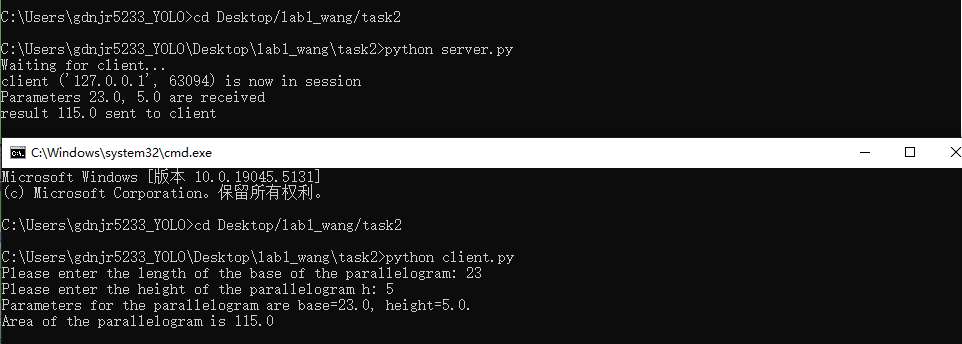 C:\Users\gdnjr5233_YOLO>cd Desktop/lab1_wang/task2
C:\Users\gdnjr5233_YOLO\Desktop\lab1_wang\task2>python server.py
Waiting for client...
client ('127.0.0.1', 63094) is now in session
Parameters 23.0, 5.0 are received
result 115.0 sent to client
C:\Windows\system32\cmd.exe
Microsoft Windows [版本 10.0.19045.5131]
(c) Microsoft Corporation。保留所有权利。
C:\Users\gdnjr5233_YOLO>cd Desktop/lab1_wang/task2
C:\Users\gdnjr5233_YOLO\Desktop\lab1_wang\task2>python client.py
Please enter the length of the base of the parallelogram: 23
Please enter the height of the parallelogram h: 5
Parameters for the parallelogram are base=23.0, height=5.0.
Area of the parallelogram is 115.0